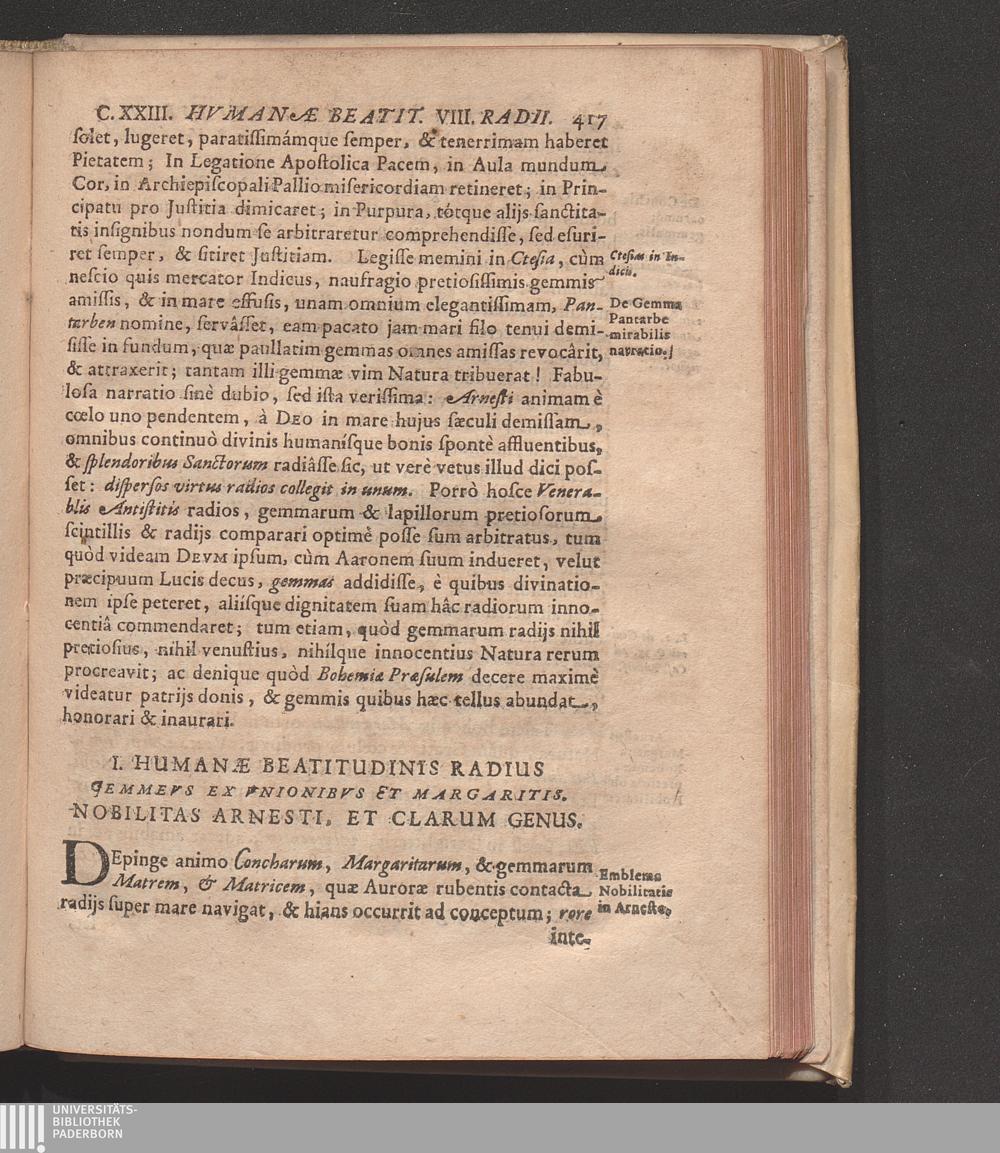 C. XXIII. HVMANÆ BEATIT. VIII. RADII. 417
ſolet, lugeret, paratiſſimámque ſemper, & tenerrimam haberet
Pietatem; In Legatione Apoſtolica Pacem, in Aula mundum
Cor, in Archiepiſcopali Pallio miſericordiam retineret; in Prin-
cipatu pro Juſtitia dimicaret; in Purpura, tótque alijs ſanctita-
tis inſignibus nondum ſe arbitraretur comprehendiſſe, ſed eſuri-
ret ſemper, & ſitiret Juſtitiam. Legiſſe memini in Cteſia, cùm
Cteſias in In-
dicis.
neſcio quis mercator Indicus, naufragio pretioſiſſimis gemmis
amiſſis, & in mare effuſis, unam omnium elegantiſſimam, Pan-
tarben nomine, ſervâſſet, eam pacato jam mari filo tenui demi-
ſiſſe in fundum, quæ paullatim gemmas omnes amiſſas revocârit,
De Gemma
Pantarbe
mirabilis
narratio.
& attraxerit; tantam illi gemmæ vim Natura tribuerat! Fabu-
loſa narratio ſinè dubio, ſed iſta veriſſima: Arneſti animam è
cœlo uno pendentem, à DEO in mare hujus ſæculi demiſſam,
omnibus continuò divinis humaníſque bonis ſpontè affluentibus,
& ſplendoribus Sanctorum radiâſſe ſic, ut verè vetus illud dici poſ-
ſet: diſperſos virtus radios collegit in unum. Porrò hoſce Venera-
blis Antiſtitis radios, gemmarum & lapillorum pretioſorum
ſcintillis & radijs comparari optimè poſſe ſum arbitratus, tum
quòd videam DEVM ipſum, cùm Aaronem ſuum indueret, velut
præcipuum Lucis decus, gemmas addidiſſe, è quibus divinatio-
nem ipſe peteret, aliíſque dignitatem ſuam hâc radiorum inno-
centiâ commendaret; tum etiam, quòd gemmarum radijs nihil
pretioſius, nihil venuſtius, nihílque innocentius Natura rerum
procreavit; ac denique quòd Bohemiæ Præſulem decere maximè
videatur patrijs donis, & gemmis quibus hæc tellus abundat,
honorari & inaurari.
I. HUMANÆ BEATITUDINIS RADIUS
GEMMEVS EX VNIONIBVS ET MARGARITIS.
NOBILITAS ARNESTI, ET CLARUM GENUS.
DEpinge animo Concharum, Margaritarum, & gemmarum
Matrem, & Matricem, quæ Auroræ rubentis contacta
radijs ſuper mare navigat, & hians occurrit ad conceptum; rore
Emblema
Nobilitatis
in Arneſto.
inte-
UNIVERSITÄTS-
BIBLIOTHEK
PADERBORN